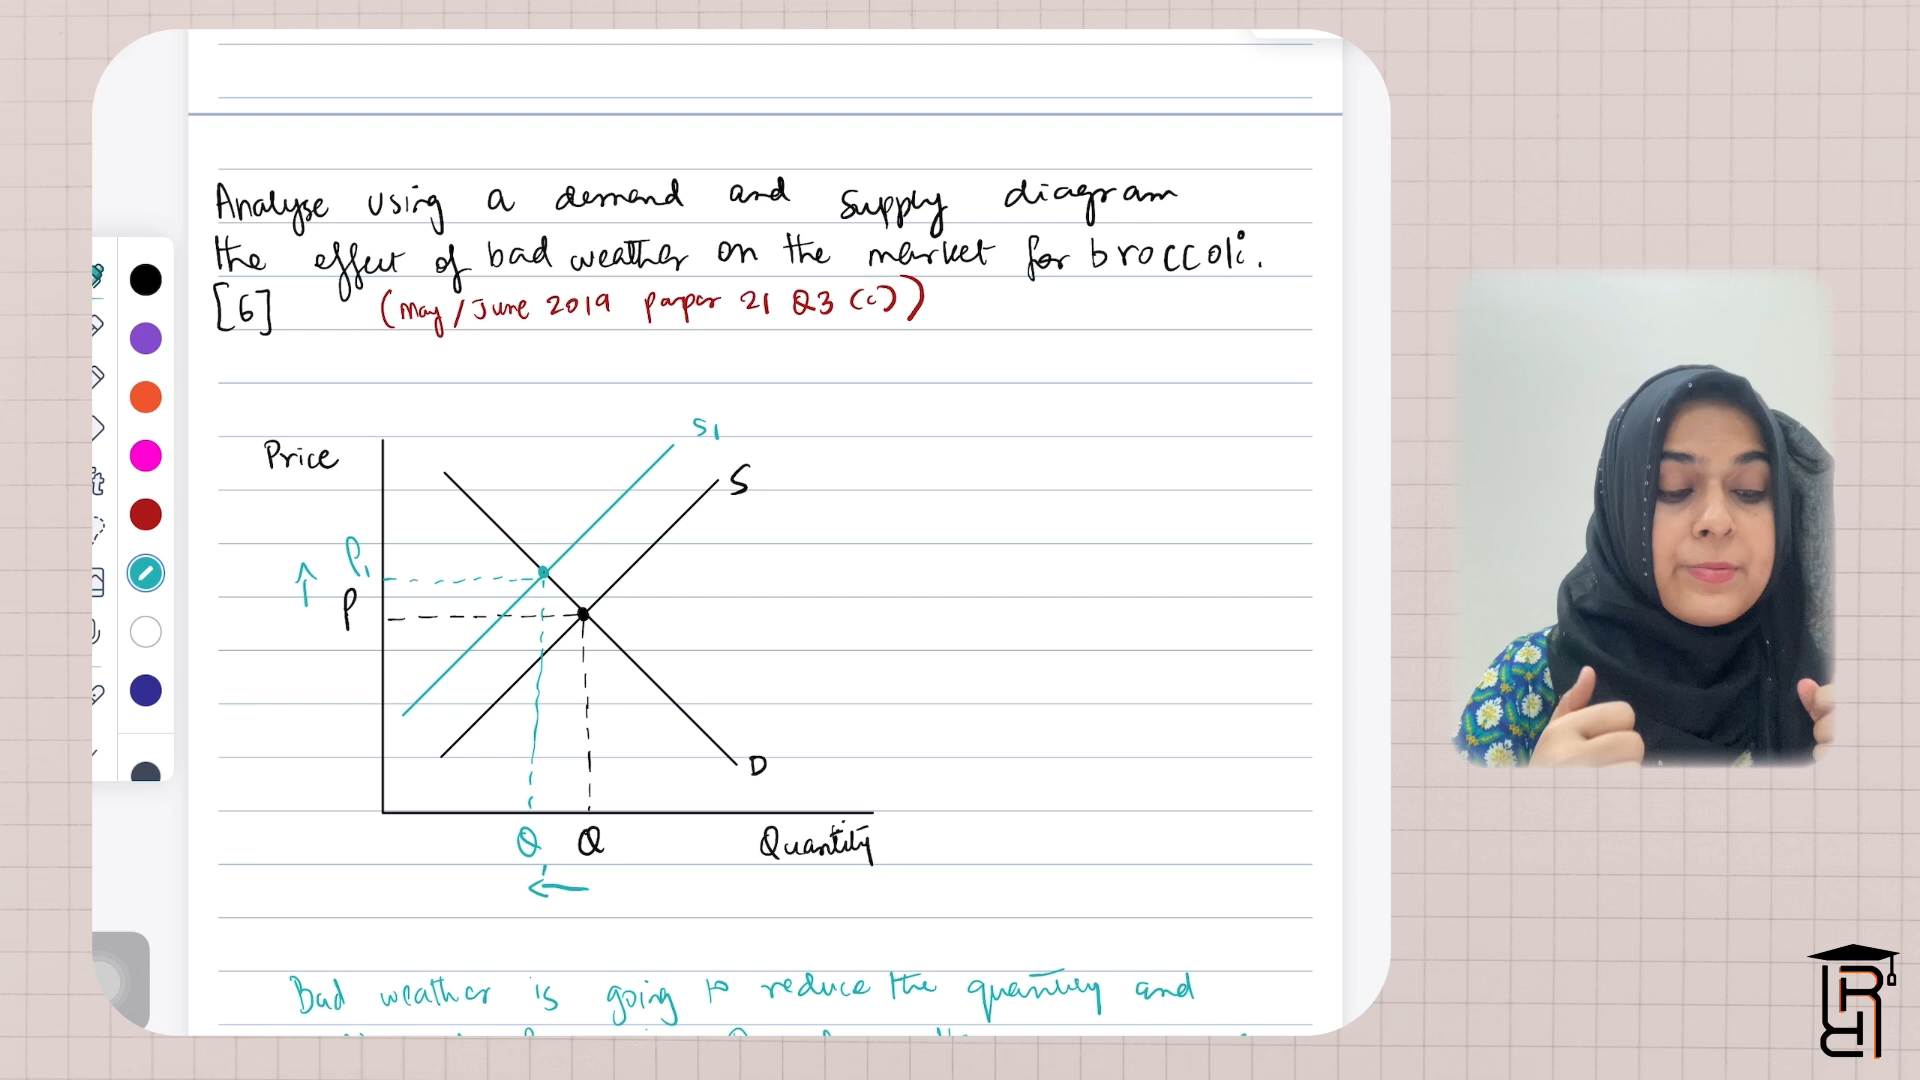 Analyse using a demand and supply diagram
the effect of bad weather on the market for broccoli.
[6] (May/June 2019 paper 21 Q3 (c))
S1
Price
S
P1
P
D
Q1 Q Quantity
Bad weather is going to reduce the quantity and